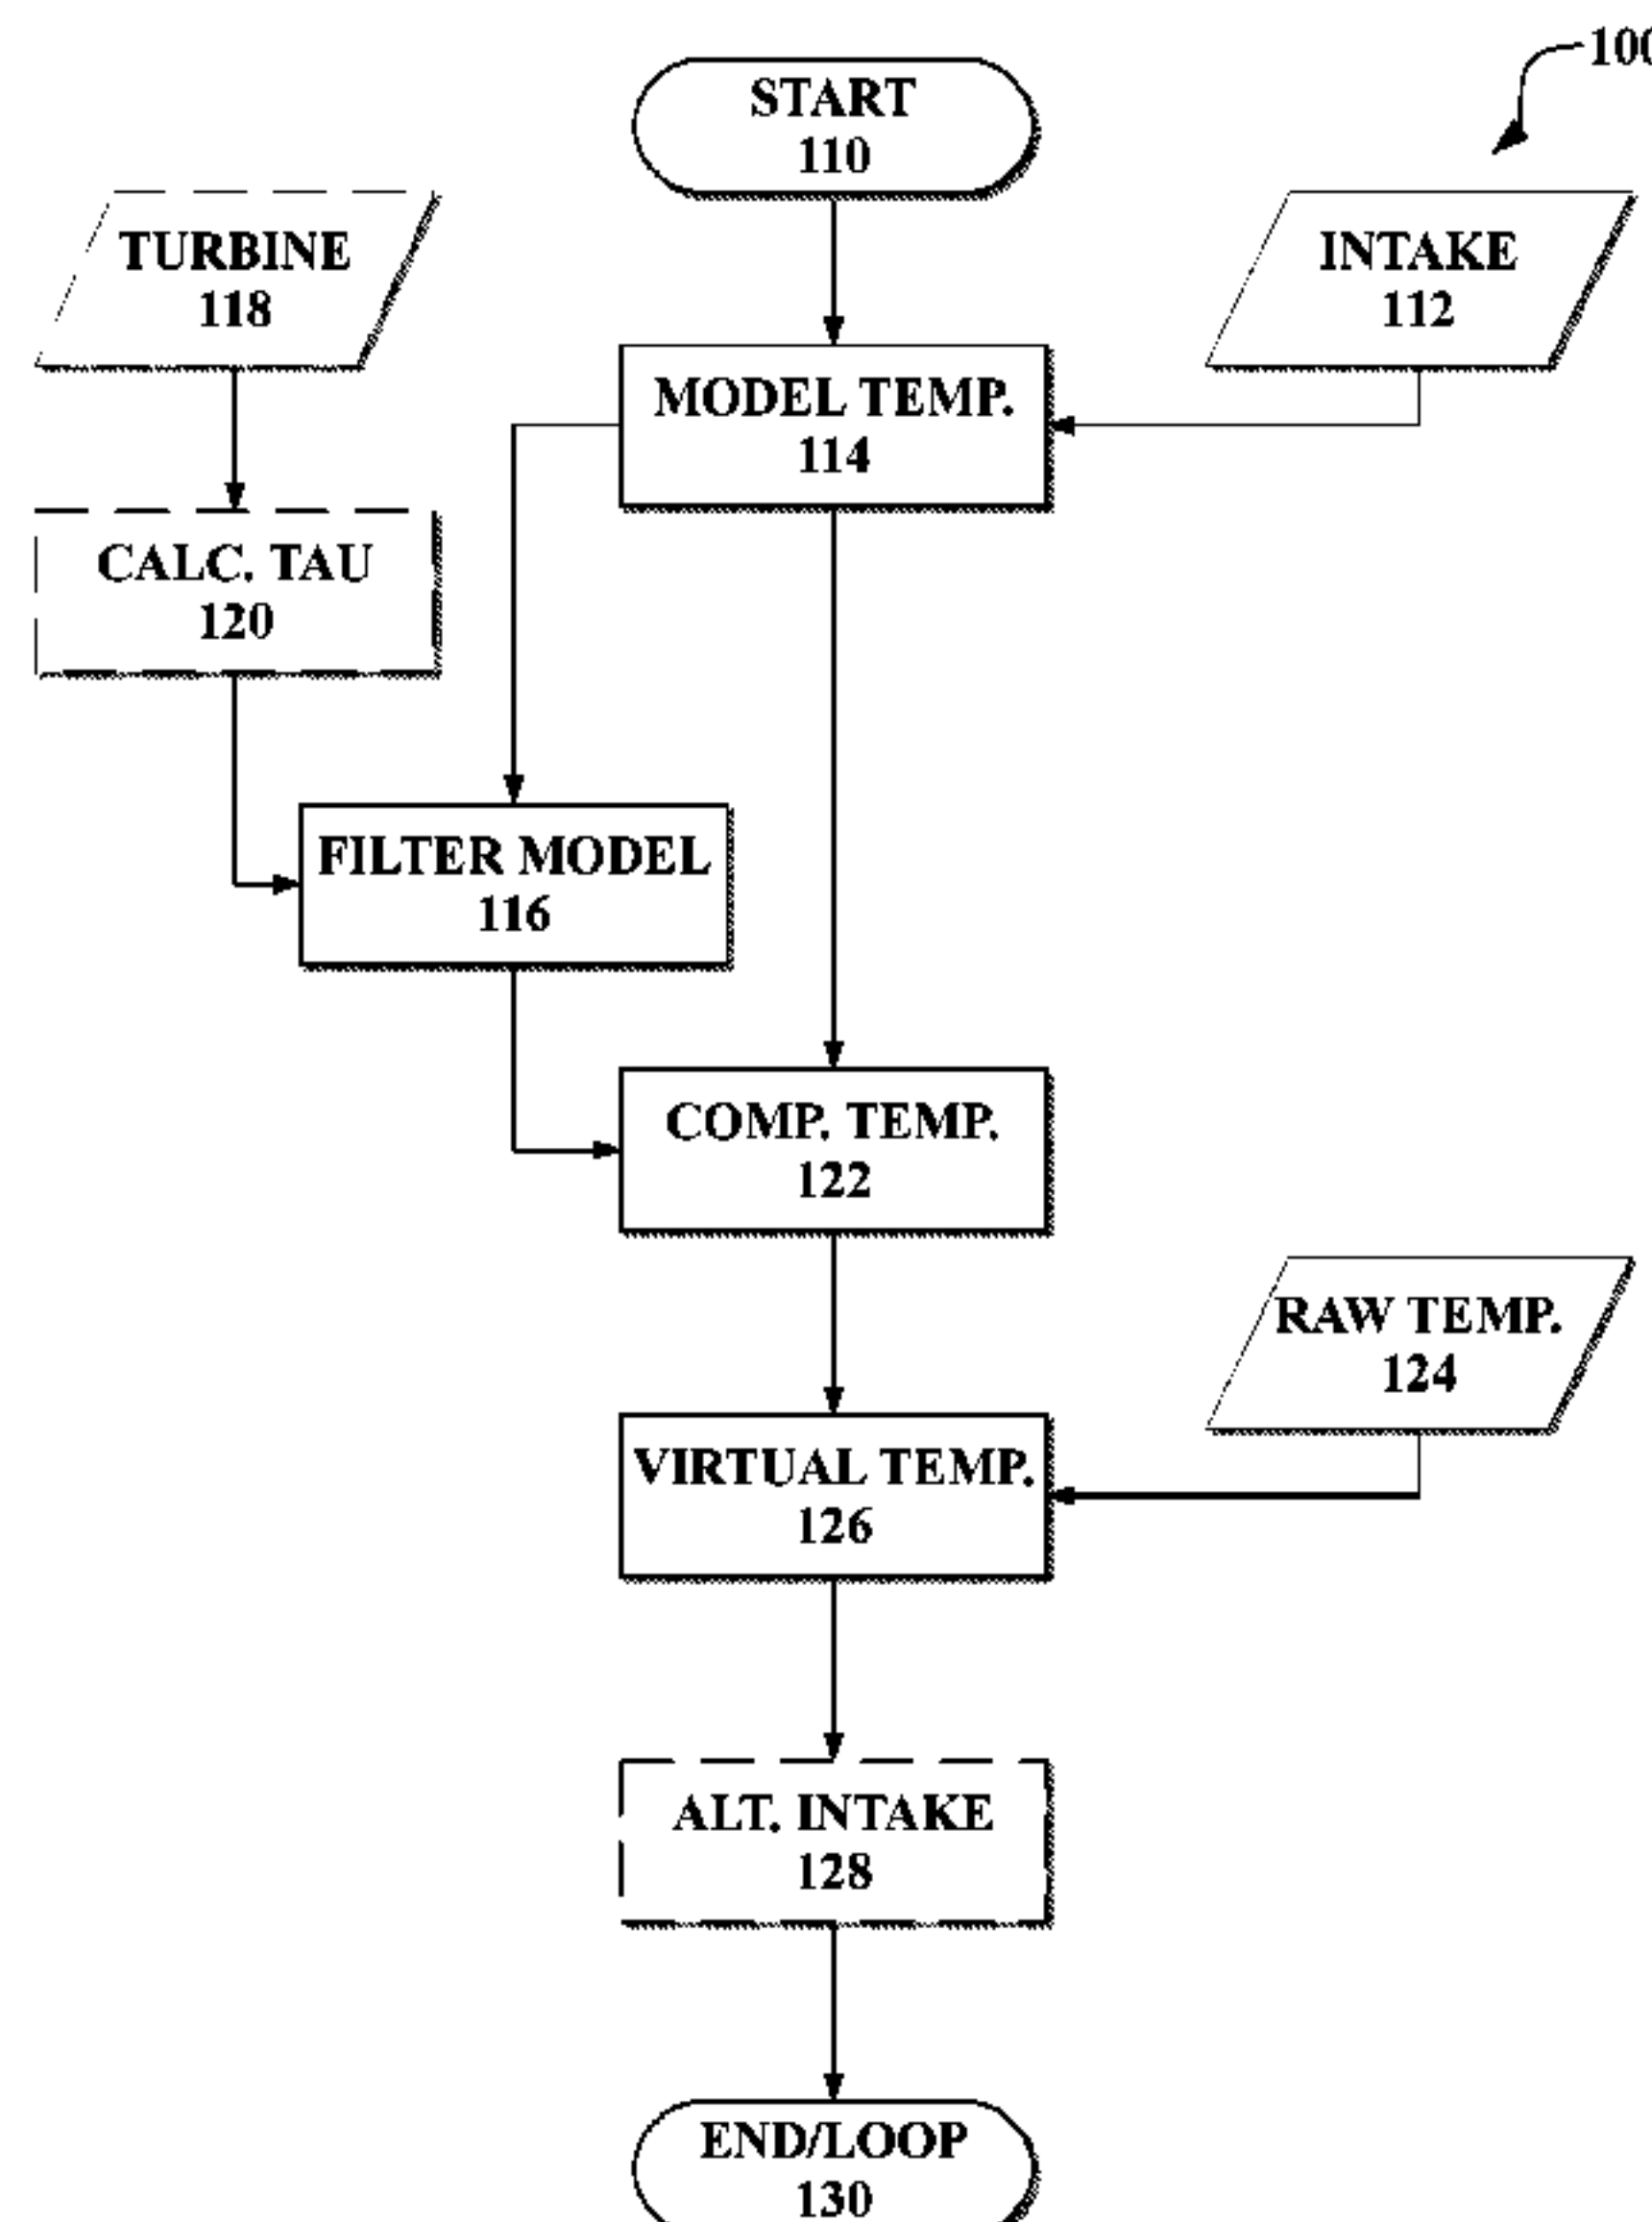 100
START
110
TURBINE
118
INTAKE
112
MODEL TEMP.
114
CALC. TAU
120
FILTER MODEL
116
COMP. TEMP.
122
RAW TEMP.
124
VIRTUAL TEMP.
126
ALT. INTAKE
128
END/LOOP
130